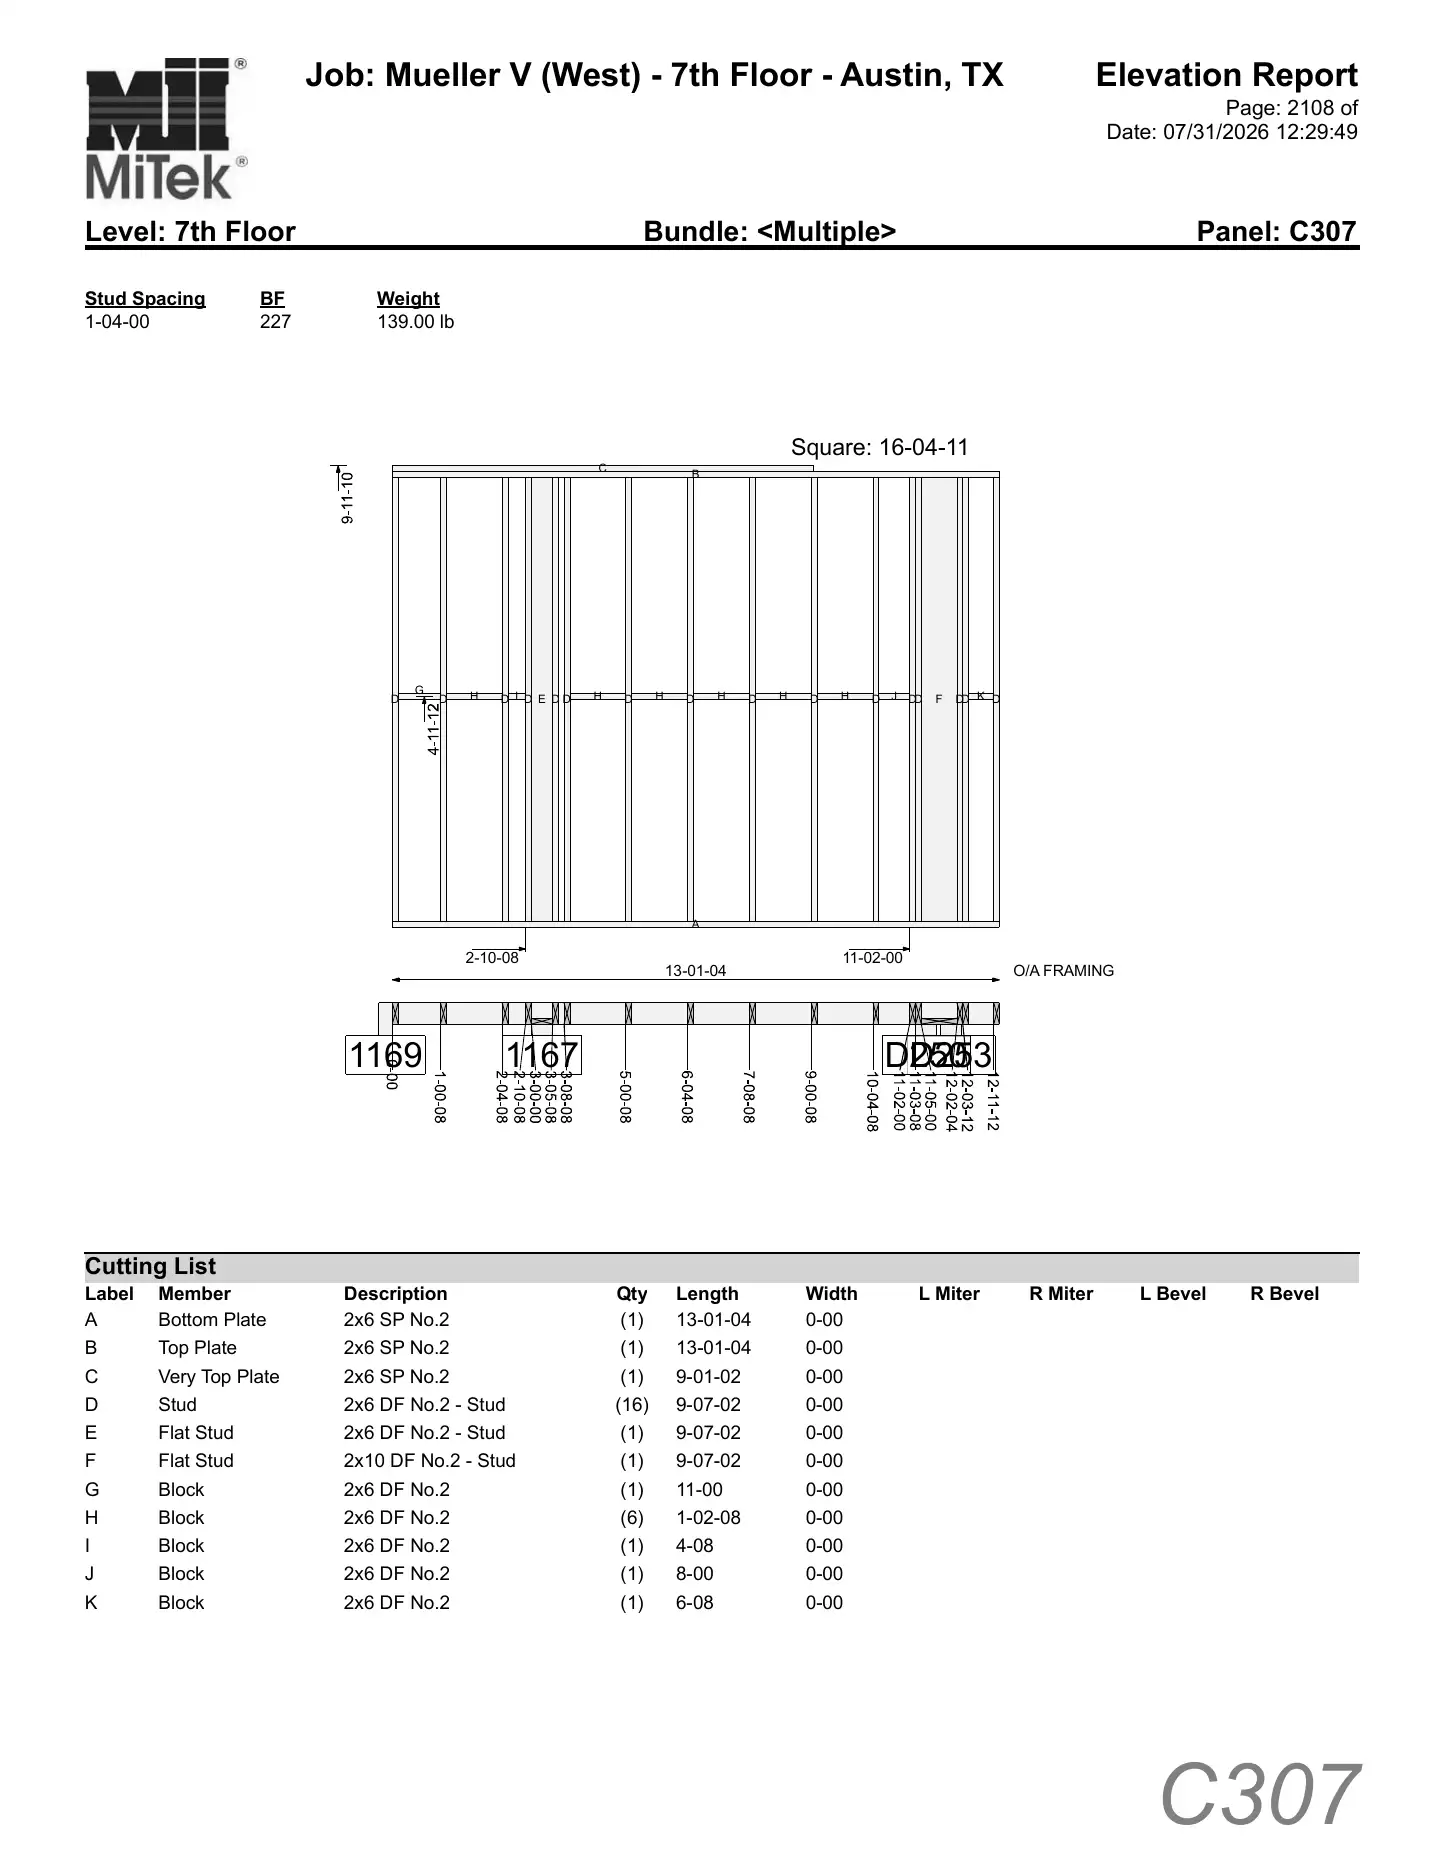 Job: Mueller V (West) - 7th Floor - Austin, TX
Elevation Report
Page: 2108 of
Date: 07/31/2026 12:29:49
MiTek®
Level: 7th Floor Bundle: <Multiple> Panel: C307
Stud Spacing BF Weight
1-04-00 227 139.00 lb
Square: 16-04-11
C
B
9-11-10
G H I E D H H H H H J F K
D D D D D D D D D D D D D D D
4-11-12
A
2-10-08 11-02-00
13-01-04 O/A FRAMING
1169 1167
1-00-08 2-04-08 2-10-08 3-00-00 3-05-08 3-08-08 5-00-08 6-04-08 7-08-08 9-00-08 10-04-08 11-02-00 11-03-08 11-05-00 12-02-04 12-03-12 12-11-12
Cutting List
Label Member Description Qty Length Width L Miter R Miter L Bevel R Bevel
A Bottom Plate 2x6 SP No.2 (1) 13-01-04 0-00
B Top Plate 2x6 SP No.2 (1) 13-01-04 0-00
C Very Top Plate 2x6 SP No.2 (1) 9-01-02 0-00
D Stud 2x6 DF No.2 - Stud (16) 9-07-02 0-00
E Flat Stud 2x6 DF No.2 - Stud (1) 9-07-02 0-00
F Flat Stud 2x10 DF No.2 - Stud (1) 9-07-02 0-00
G Block 2x6 DF No.2 (1) 11-00 0-00
H Block 2x6 DF No.2 (6) 1-02-08 0-00
I Block 2x6 DF No.2 (1) 4-08 0-00
J Block 2x6 DF No.2 (1) 8-00 0-00
K Block 2x6 DF No.2 (1) 6-08 0-00
C307